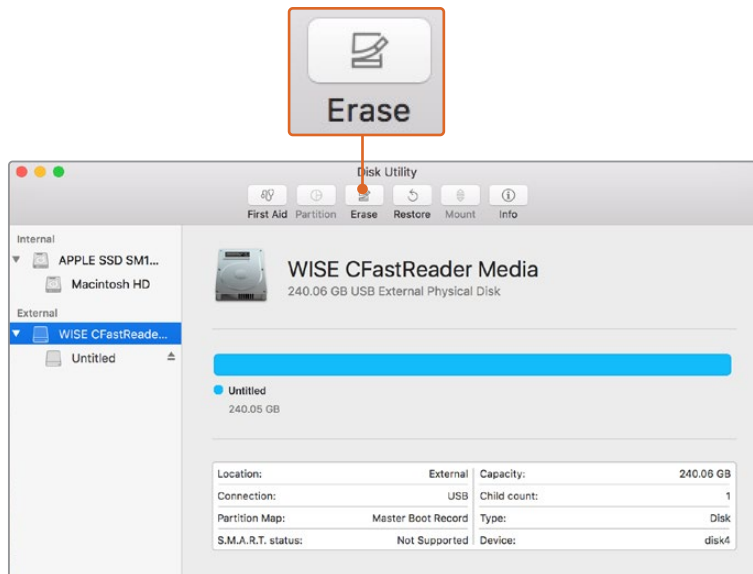 Erase
Disk Utility
First Aid Partition Erase Restore Mount Info
Internal
APPLE SSD SM1...
Macintosh HD
External
WISE CFastReade...
Untitled
WISE CFastReader Media
240.06 GB USB External Physical Disk
Untitled
240.05 GB
Location: External Capacity: 240.06 GB
Connection: USB Child count: 1
Partition Map: Master Boot Record Type: Disk
S.M.A.R.T. status: Not Supported Device: disk4